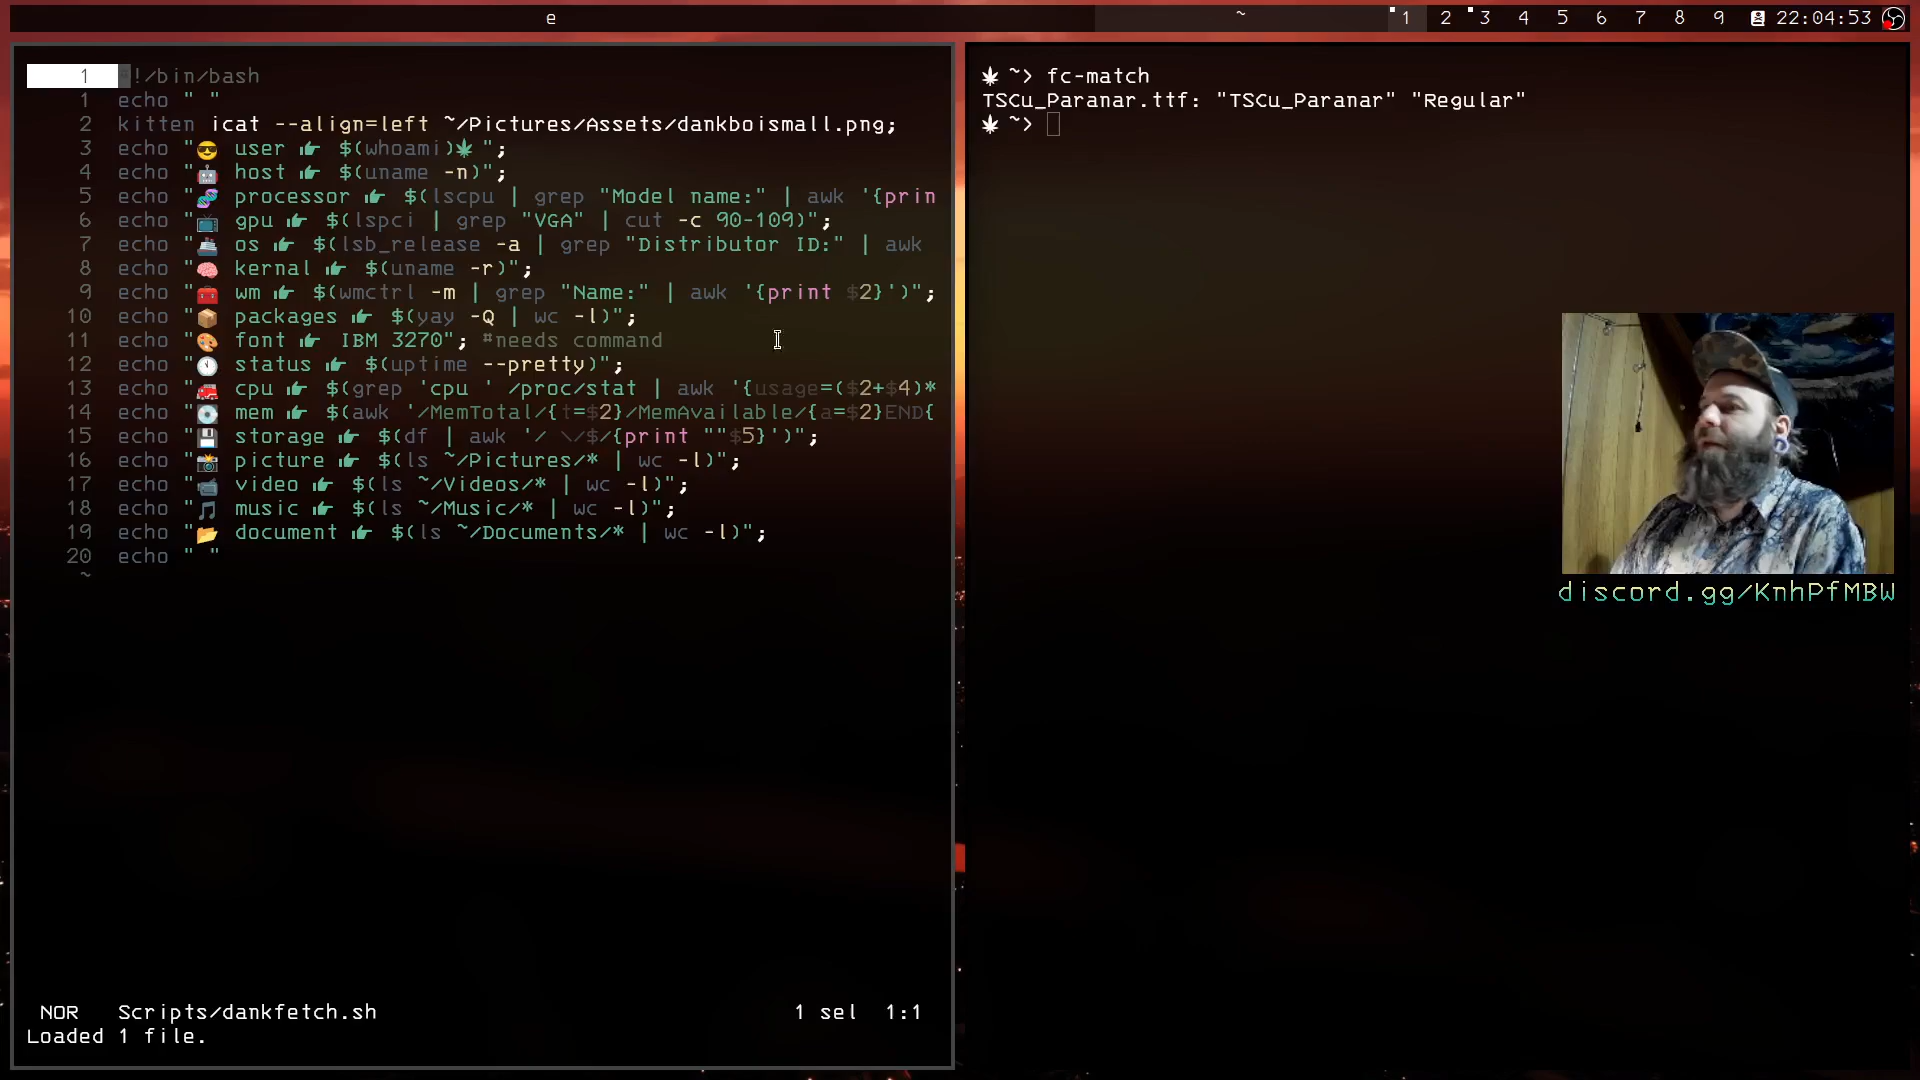 e
~
1 2 3 4 5 6 7 8 9 22:04:53
1 #!/bin/bash
1 echo " "
2 kitten icat --align=left ~/Pictures/Assets/dankboismall.png;
3 echo "😎 user 👉 $(whoami)🌿 ";
4 echo "🤖 host 👉 $(uname -n)";
5 echo "🧬 processor 👉 $(lscpu | grep "Model name:" | awk '{prin
6 echo "📺 gpu 👉 $(lspci | grep "VGA" | cut -c 90-109)";
7 echo "🚢 os 👉 $(lsb_release -a | grep "Distributor ID:" | awk
8 echo "🧠 kernal 👉 $(uname -r)";
9 echo "🧰 wm 👉 $(wmctrl -m | grep "Name:" | awk '{print $2}')";
10 echo "📦 packages 👉 $(yay -Q | wc -l)";
11 echo "🎨 font 👉 IBM 3270"; #needs command
12 echo "🕚 status 👉 $(uptime --pretty)";
13 echo "🚒 cpu 👉 $(grep 'cpu ' /proc/stat | awk '{usage=($2+$4)*
14 echo "💽 mem 👉 $(awk '/MemTotal/{t=$2}/MemAvailable/{a=$2}END{
15 echo "💾 storage 👉 $(df | awk '/ \/$/{print ""$5}')";
16 echo "📸 picture 👉 $(ls ~/Pictures/* | wc -l)";
17 echo "📹 video 👉 $(ls ~/Videos/* | wc -l)";
18 echo "🎵 music 👉 $(ls ~/Music/* | wc -l)";
19 echo "📂 document 👉 $(ls ~/Documents/* | wc -l)";
20 echo " "
~
NOR Scripts/dankfetch.sh 1 sel 1:1
Loaded 1 file.
~> fc-match
TSCu_Paranar.ttf: "TSCu_Paranar" "Regular"
~>
discord.gg/KnhPfMBW